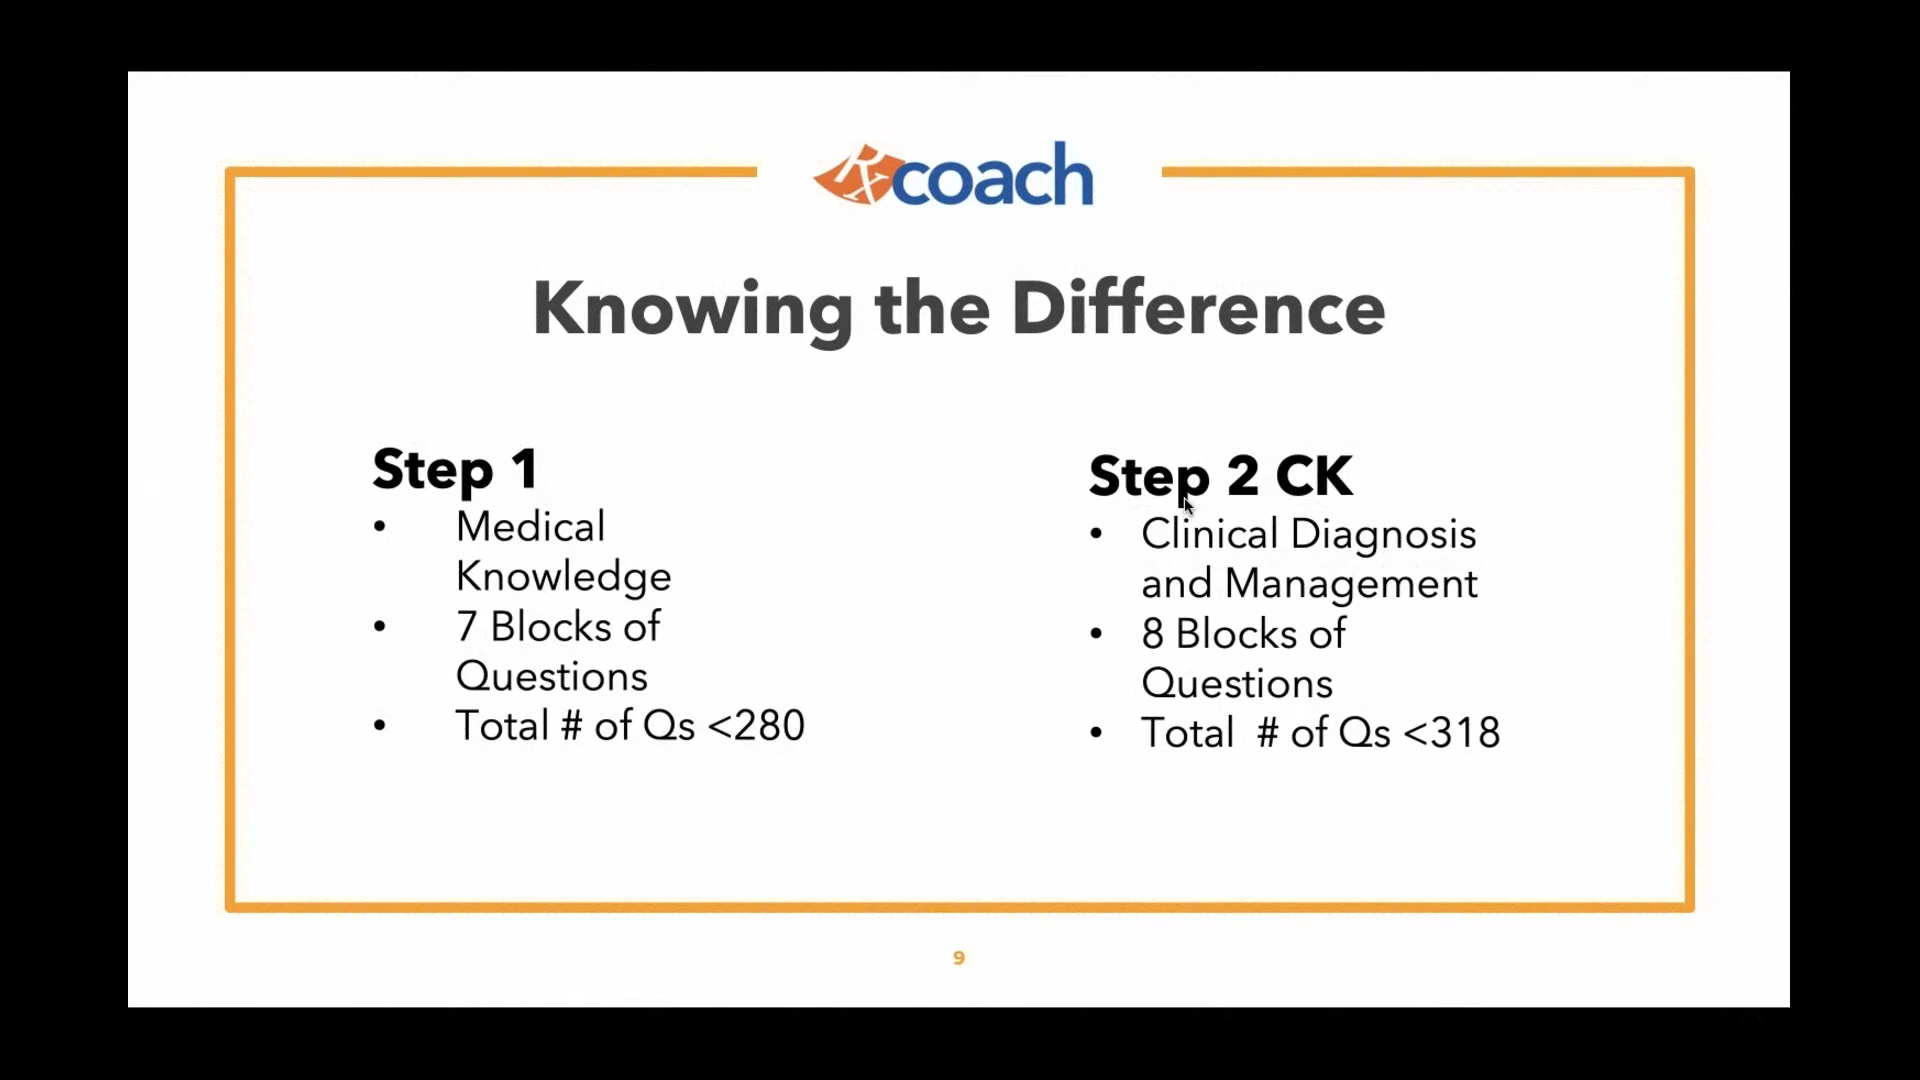 Rx coach
Knowing the Difference
Step 1
• Medical
Knowledge
• 7 Blocks of
Questions
• Total # of Qs <280
Step 2 CK
• Clinical Diagnosis
and Management
• 8 Blocks of
Questions
• Total  # of Qs <318
9